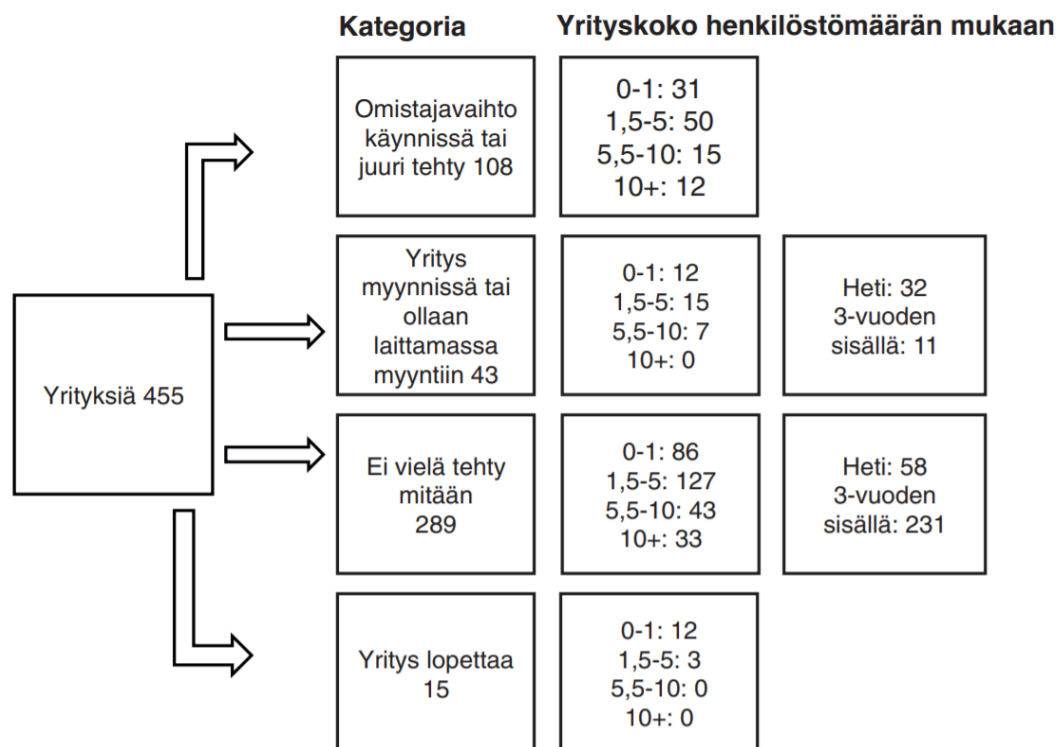 Kategoria
Yrityskoko henkilöstömäärän mukaan
Yrityksiä 455
Omistajavaihto
käynnissä tai
juuri tehty 108
0-1: 31
1,5-5: 50
5,5-10: 15
10+: 12
Yritys
myynnissä tai
ollaan
laittamassa
myyntiin 43
0-1: 12
1,5-5: 15
5,5-10: 7
10+: 0
Heti: 32
3-vuoden
sisällä: 11
Ei vielä tehty
mitään
289
0-1: 86
1,5-5: 127
5,5-10: 43
10+: 33
Heti: 58
3-vuoden
sisällä: 231
Yritys lopettaa
15
0-1: 12
1,5-5: 3
5,5-10: 0
10+: 0